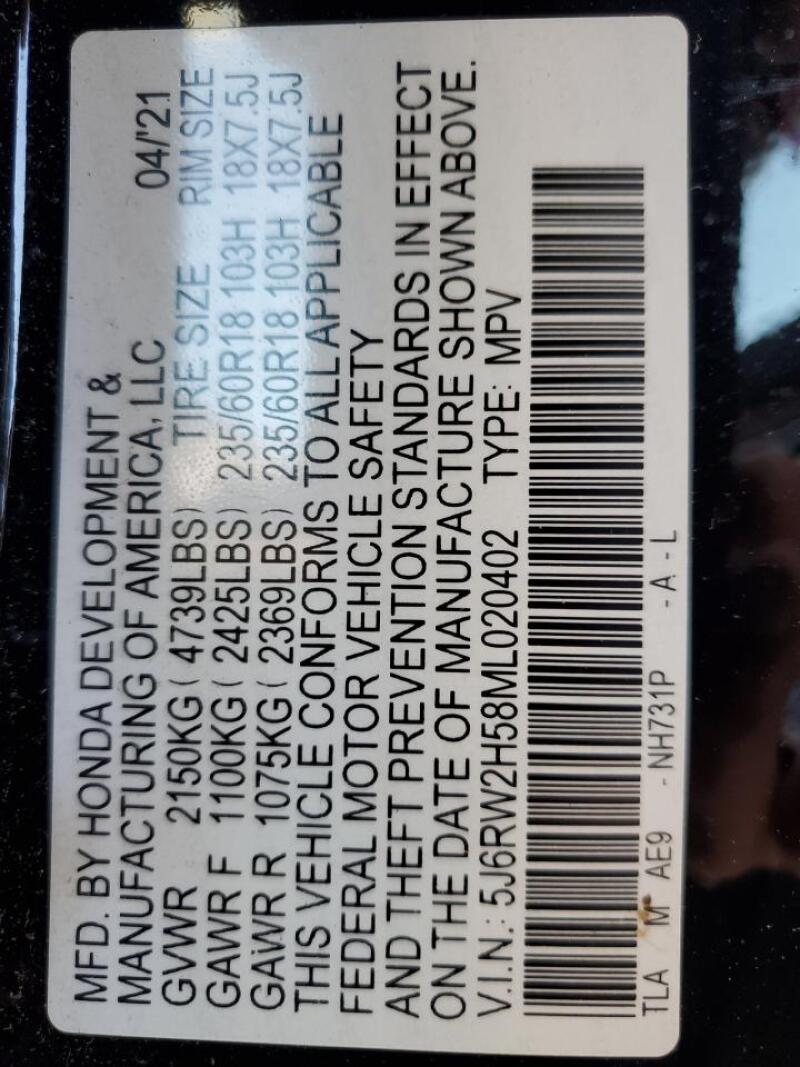 MFD. BY HONDA DEVELOPMENT &
MANUFACTURING OF AMERICA, LLC 04/'21
GVWR 2150KG ( 4739LBS) TIRE SIZE RIM SIZE
GAWR F 1100KG ( 2425LBS) 235/60R18 103H 18X7.5J
GAWR R 1075KG ( 2369LBS) 235/60R18 103H 18X7.5J
THIS VEHICLE CONFORMS TO ALL APPLICABLE
FEDERAL MOTOR VEHICLE SAFETY
AND THEFT PREVENTION STANDARDS IN EFFECT
ON THE DATE OF MANUFACTURE SHOWN ABOVE.
V.I.N.: 5J6RW2H58ML020402 TYPE: MPV
TLA M AE9 - NH731P - A - L